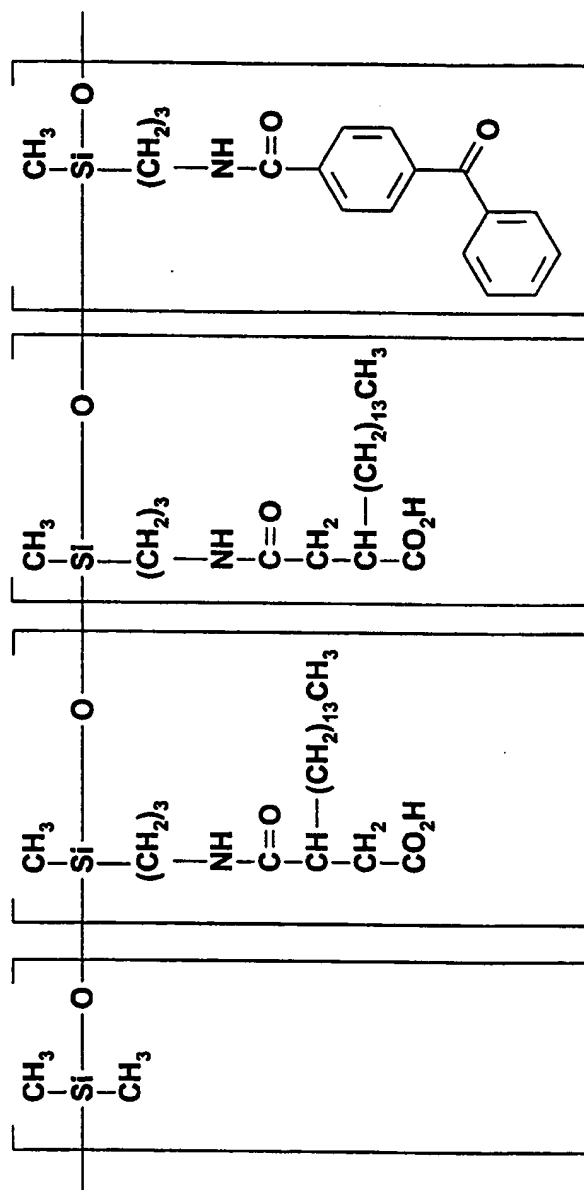 CH₃
Si O
CH₃
CH₃
Si O
(CH₂)₃
NH
C=O
CH (CH₂)₁₃CH₃
CH₂
CO₂H
CH₃
Si O
(CH₂)₃
NH
C=O
CH₂
CH (CH₂)₁₃CH₃
CO₂H
CH₃
Si O
(CH₂)₃
NH
C=O
O